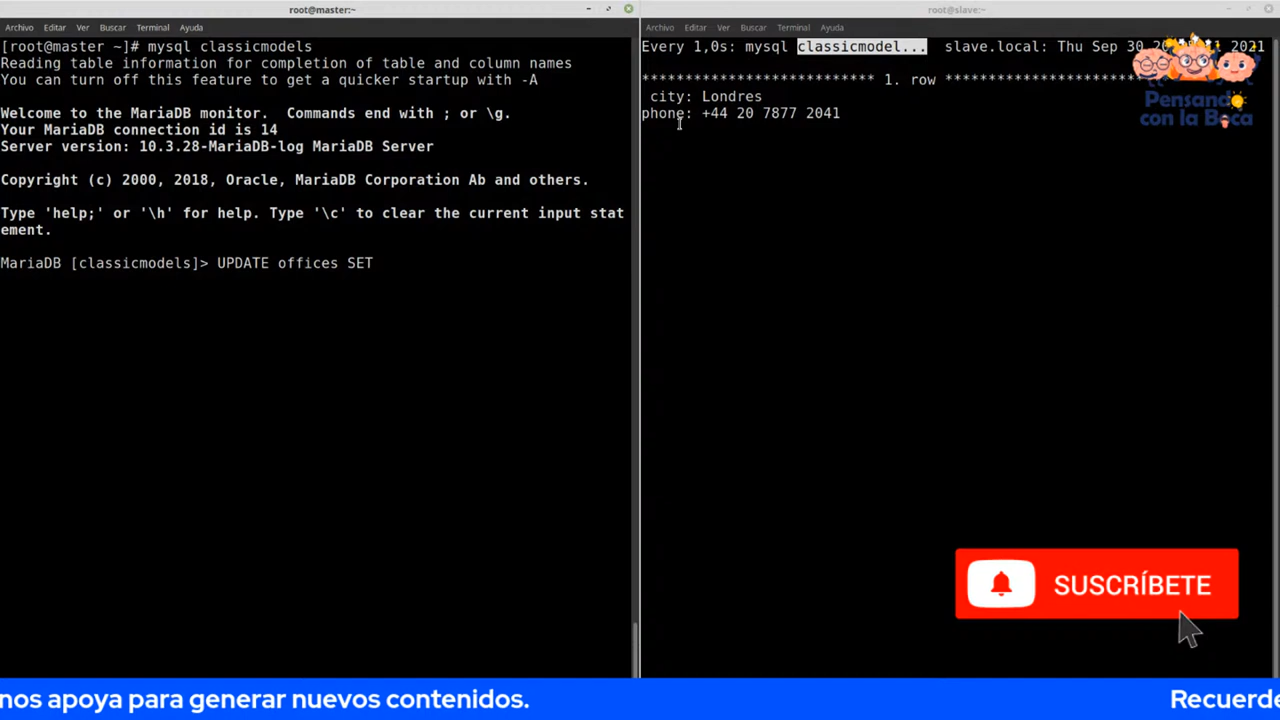 root@master:~
Archivo Editar Ver Buscar Terminal Ayuda
[root@master ~]# mysql classicmodels
Reading table information for completion of table and column names
You can turn off this feature to get a quicker startup with -A
Welcome to the MariaDB monitor.  Commands end with ; or \g.
Your MariaDB connection id is 14
Server version: 10.3.28-MariaDB-log MariaDB Server
Copyright (c) 2000, 2018, Oracle, MariaDB Corporation Ab and others.
Type 'help;' or '\h' for help. Type '\c' to clear the current input stat
ement.
MariaDB [classicmodels]> UPDATE offices SET
root@slave:~
Archivo Editar Ver Buscar Terminal Ayuda
Every 1,0s: mysql classicmodel...  slave.local: Thu Sep 30 2021
*************************** 1. row ************************
city: Londres
phone: +44 20 7877 2041
Pensando
con la Boca
SUSCRÍBETE
nos apoya para generar nuevos contenidos.
Recuerde